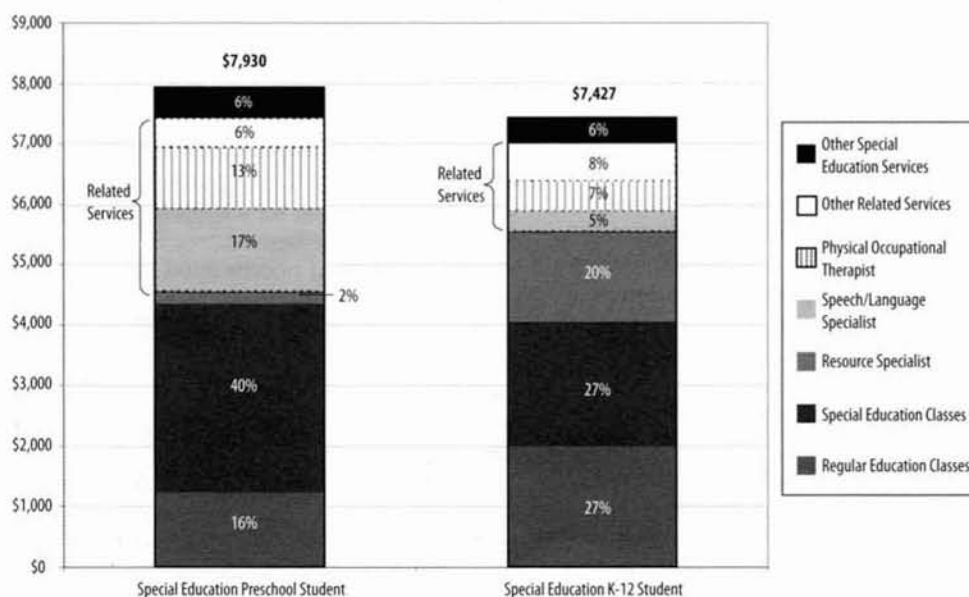 $9,000
$8,000
$7,000
$6,000
$5,000
$4,000
$3,000
$2,000
$1,000
$0
$7,930
6%
6%
13%
17%
2%
40%
16%
Related
Services
Special Education Preschool Student
$7,427
6%
8%
7%
5%
20%
27%
27%
Related
Services
Special Education K-12 Student
Other Special
Education Services
Other Related Services
Physical Occupational
Therapist
Speech/Language
Specialist
Resource Specialist
Special Education Classes
Regular Education Classes